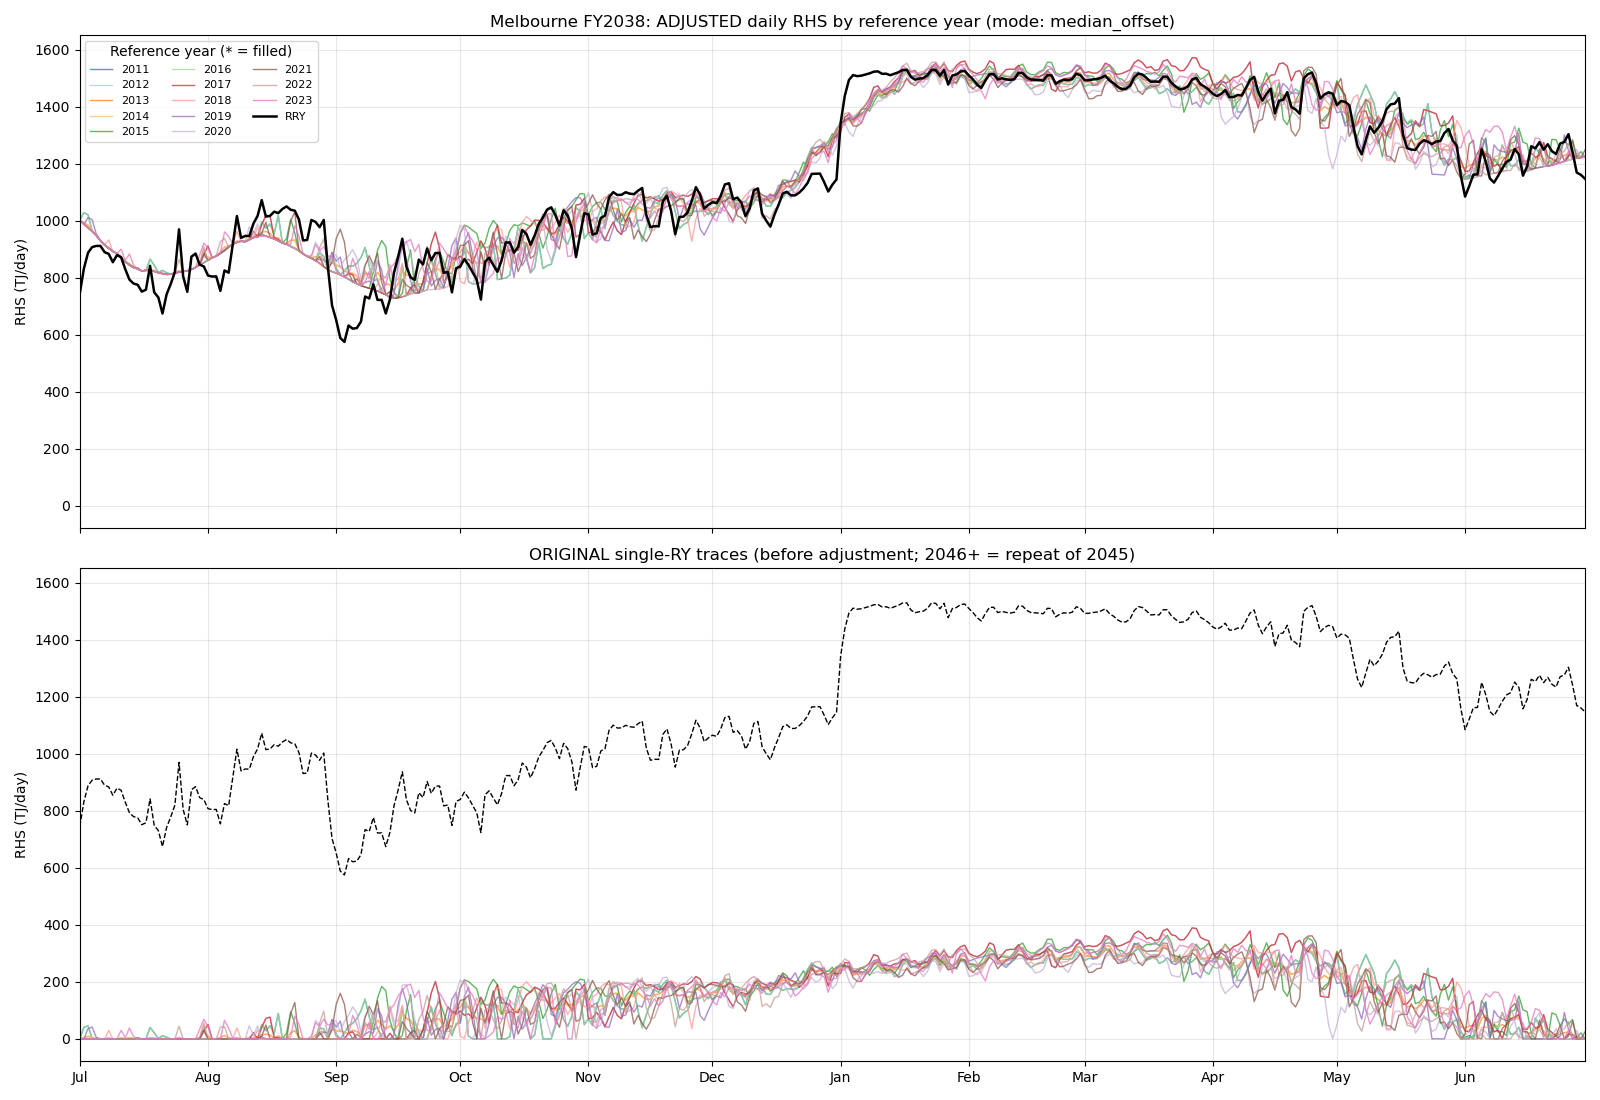 Melbourne FY2038: ADJUSTED daily RHS by reference year (mode: median_offset)
RHS (TJ/day)
1600
1400
1200
1000
800
600
400
200
0
Reference year (* = filled)
2011 2016 2021
2012 2017 2022
2013 2018 2023
2014 2019 RRY
2015 2020
ORIGINAL single-RY traces (before adjustment; 2046+ = repeat of 2045)
RHS (TJ/day)
1600
1400
1200
1000
800
600
400
200
0
Jul Aug Sep Oct Nov Dec Jan Feb Mar Apr May Jun